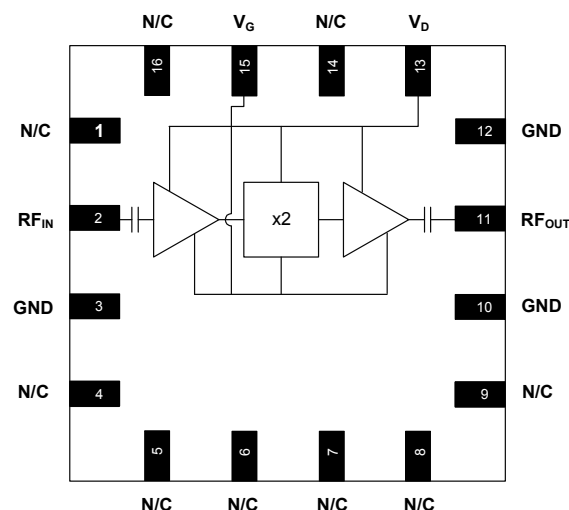 N/C V_G N/C V_D
16 15 14 13
N/C 1 12 GND
RF_IN 2 x2 11 RF_OUT
GND 3 10 GND
N/C 4 9 N/C
5 6 7 8
N/C N/C N/C N/C